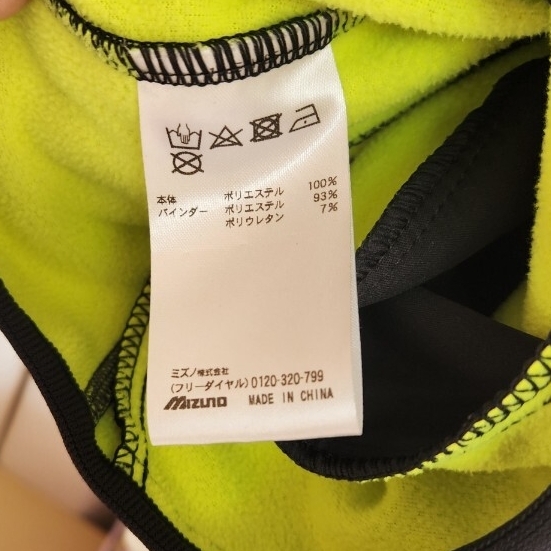 本体 ポリエステル 100%
バインダー ポリエステル 93%
ポリウレタン 7%
ミズノ株式会社
(フリーダイヤル)0120-320-799
MIZUNO MADE IN CHINA